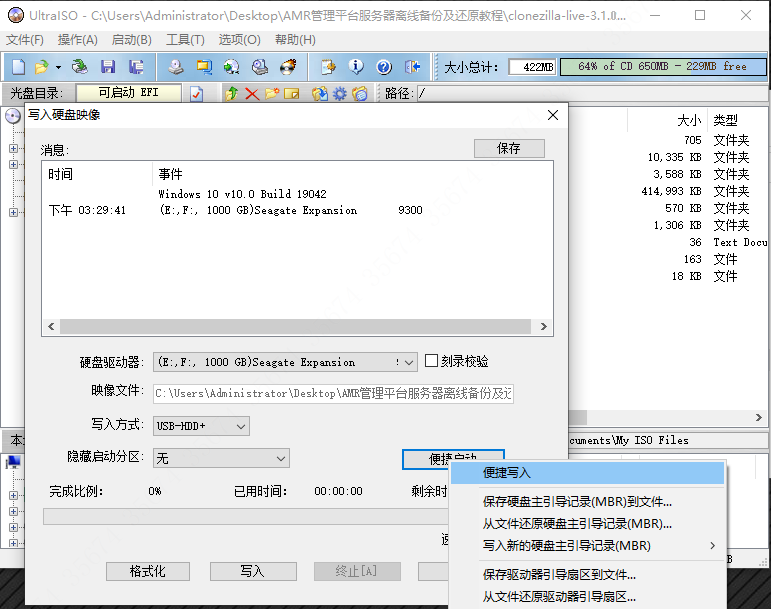 UltraISO - C:\Users\Administrator\Desktop\AMR管理平台服务器离线备份及还原教程\clonezilla-live-3.1.0...
文件(F) 操作(A) 启动(B) 工具(T) 选项(O) 帮助(H)
大小总计: 422MB 64% of CD 650MB - 229MB free
光盘目录: 可启动 EFI 路径: /
写入硬盘映像
大小 类型
消息: 保存
705 文件夹
时间 事件
10,335 KB 文件夹
3,588 KB 文件夹
Windows 10 v10.0 Build 19042
414,993 KB 文件夹
下午 03:29:41 (E:,F:, 1000 GB)Seagate Expansion 9300
570 KB 文件夹
1,306 KB 文件夹
36 Text Docu
163 文件
18 KB 文件
硬盘驱动器: (E:,F:, 1000 GB)Seagate Expansion 刻录校验
映像文件: C:\Users\Administrator\Desktop\AMR管理平台服务器离线备份及还
写入方式: USB-HDD+
本 cuments\My ISO Files
隐藏启动分区: 无 便捷启动
便捷写入
完成比例: 0% 已用时间: 00:00:00 剩余时
保存硬盘主引导记录(MBR)到文件...
从文件还原硬盘主引导记录(MBR)...
写入新的硬盘主引导记录(MBR)
格式化 写入 终止[A]
保存驱动器引导扇区到文件...
从文件还原驱动器引导扇区...